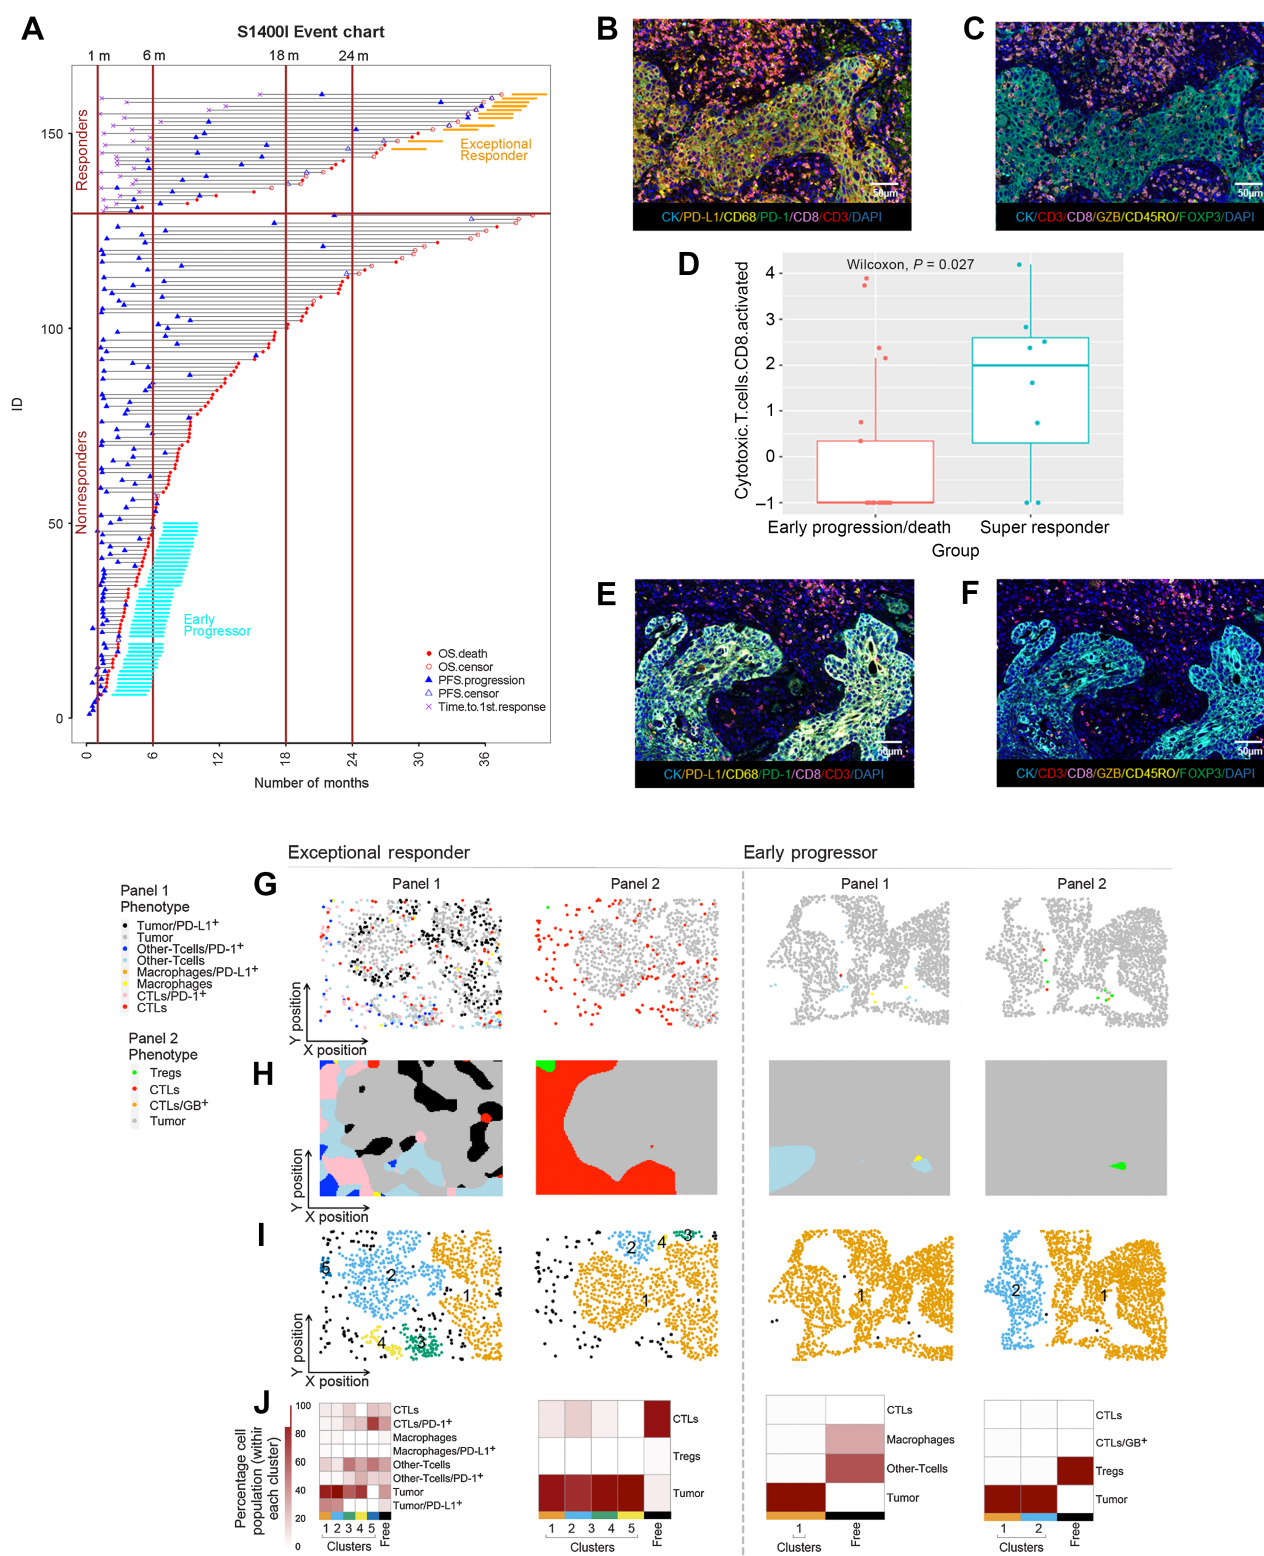 A
S1400I Event chart
1 m 6 m 18 m 24 m
Responders
Nonresponders
ID
150
100
50
0
Exceptional
Responder
Early
Progressor
OS.death
OS.censor
PFS.progression
PFS.censor
Time.to.1st.response
0 6 12 18 24 30 36
Number of months
B
50µm
CK/PD-L1/CD68/PD-1/CD8/CD3/DAPI
C
50µm
CK/CD3/CD8/GZB/CD45RO/FOXP3/DAPI
D
Wilcoxon, P = 0.027
Cytotoxic.T.cells.CD8.activated
4
3
2
1
0
–1
Early progression/death Super responder
Group
E
50µm
CK/PD-L1/CD68/PD-1/CD8/CD3/DAPI
F
50µm
CK/CD3/CD8/GZB/CD45RO/FOXP3/DAPI
Exceptional responder Early progressor
G
Panel 1 Panel 2 Panel 1 Panel 2
Panel 1
Phenotype
Tumor/PD-L1+
Tumor
Other-Tcells/PD-1+
Other-Tcells
Macrophages/PD-L1+
Macrophages
CTLs/PD-1+
CTLs
Panel 2
Phenotype
Tregs
CTLs
CTLs/GB+
Tumor
Y position
X position
H
Y position
X position
I
5 2 1 4 3
2 4 3 1
1
2 1
Y position
X position
J
Percentage cell
population (within
each cluster)
100
80
60
40
20
0
CTLs
CTLs/PD-1+
Macrophages
Macrophages/PD-L1+
Other-Tcells
Other-Tcells/PD-1+
Tumor
Tumor/PD-L1+
1 2 3 4 5 Free
Clusters
CTLs
Tregs
Tumor
1 2 3 4 5 Free
Clusters
CTLs
Macrophages
Other-Tcells
Tumor
1 Free
Clusters
CTLs
CTLs/GB+
Tregs
Tumor
1 2 Free
Clusters